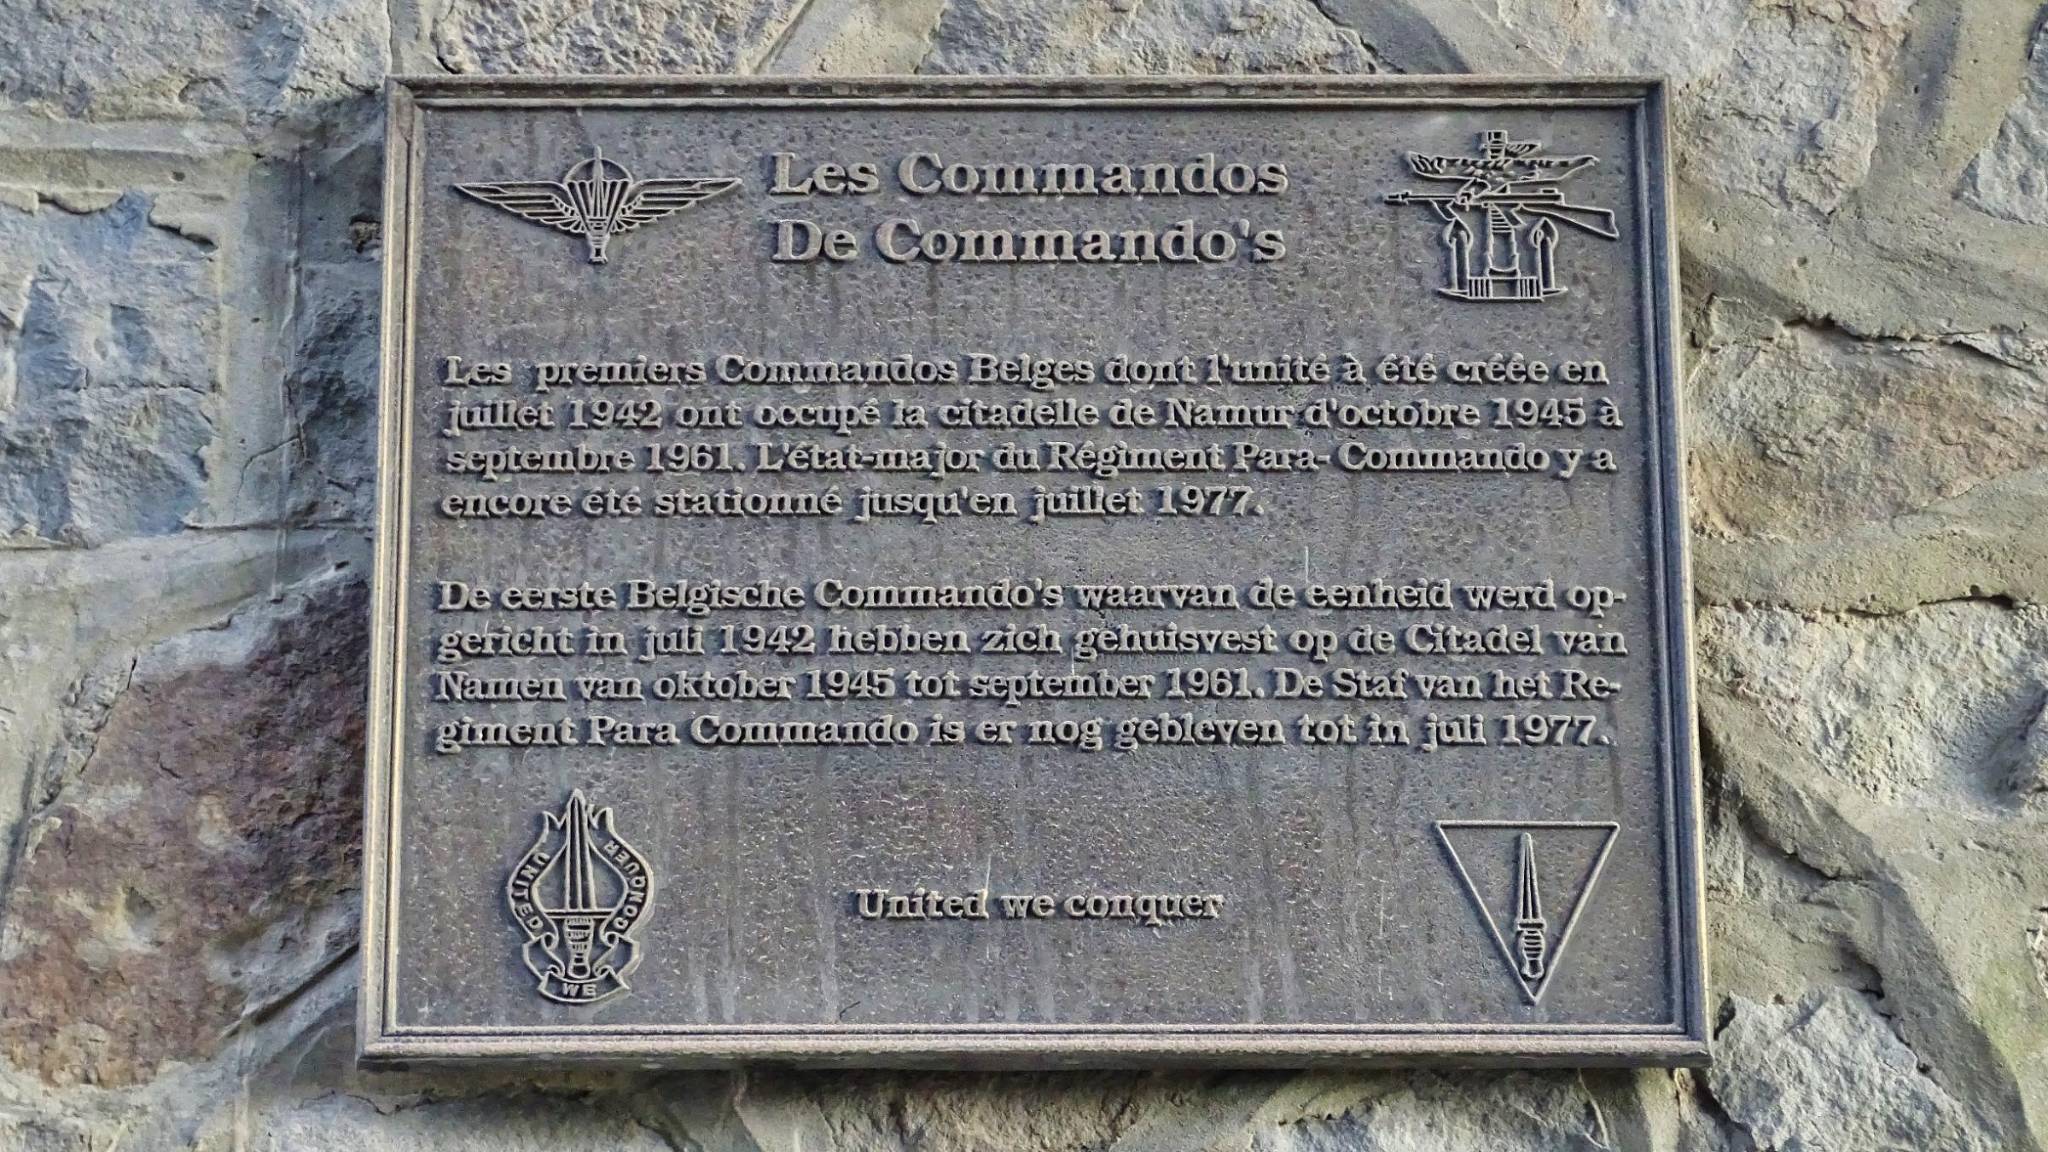 Les Commandos
De Commando's
Les premiers Commandos Belges dont l'unité à été créée en
juillet 1942 ont occupé la citadelle de Namur d'octobre 1945 à
septembre 1961. L'état-major du Régiment Para-Commando y a
encore été stationné jusqu'en juillet 1977.
De eerste Belgische Commando's waarvan de eenheid werd op-
gericht in juli 1942 hebben zich gehuisvest op de Citadel van
Namen van oktober 1945 tot september 1961. De Staf van het Re-
giment Para Commando is er nog gebleven tot in juli 1977.
UNITED
WE
CONQUER
United we conquer